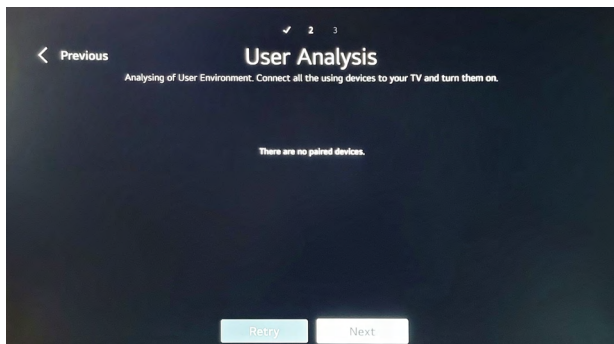 ✔ 2 3
Previous
User Analysis
Analysing of User Environment. Connect all the using devices to your TV and turn them on.
There are no paired devices.
Retry
Next